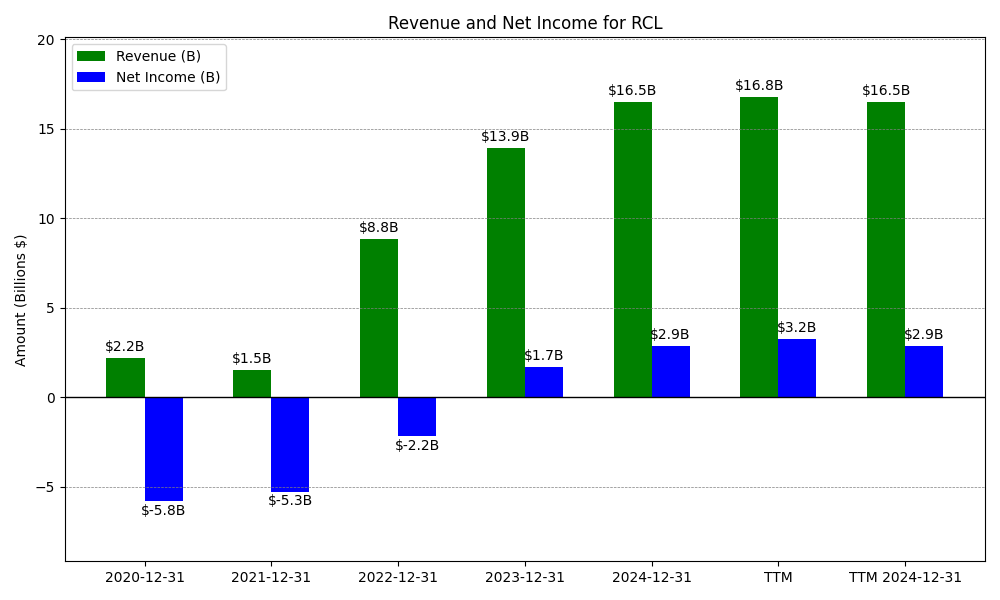 Revenue and Net Income for RCL
Revenue (B)
Net Income (B)
Amount (Billions $)
20
15
10
5
0
−5
$2.2B
$-5.8B
$1.5B
$-5.3B
$8.8B
$-2.2B
$13.9B
$1.7B
$16.5B
$2.9B
$16.8B
$3.2B
$16.5B
$2.9B
2020-12-31
2021-12-31
2022-12-31
2023-12-31
2024-12-31
TTM
TTM 2024-12-31